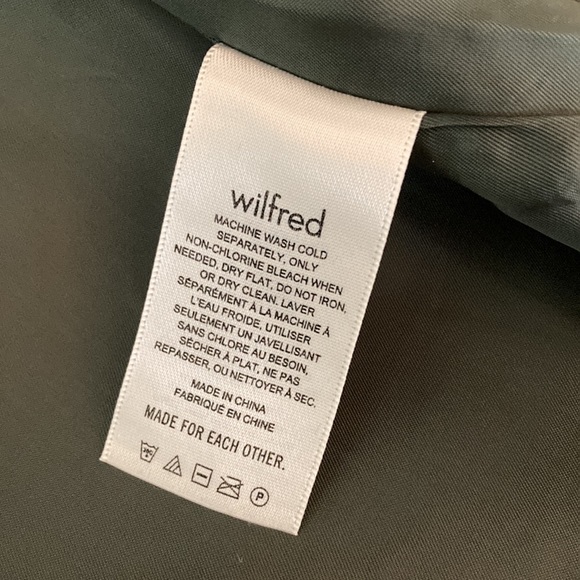 wilfred
MACHINE WASH COLD
SEPARATELY, ONLY
NON-CHLORINE BLEACH WHEN
NEEDED, DRY FLAT, DO NOT IRON,
OR DRY CLEAN. LAVER
SÉPARÉMENT À LA MACHINE À
L'EAU FROIDE, UTILISER
SEULEMENT UN JAVELLISANT
SANS CHLORE AU BESOIN,
SÉCHER À PLAT, NE PAS
REPASSER, OU NETTOYER À SEC.
MADE IN CHINA
FABRIQUÉ EN CHINE
MADE FOR EACH OTHER.
P